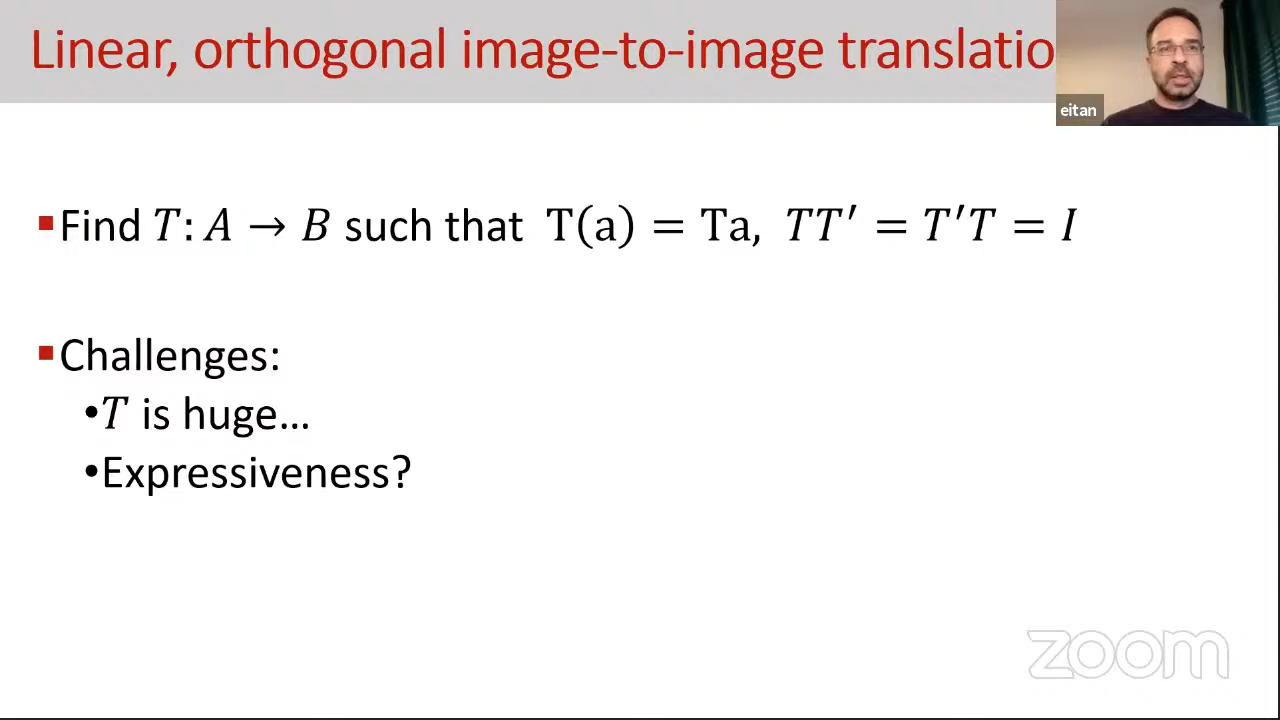 Linear, orthogonal image-to-image translatio
eitan
▪Find 𝑇: 𝐴 → 𝐵 such that T(a) = Ta, 𝑇𝑇′ = 𝑇′𝑇 = 𝐼
▪Challenges:
•𝑇 is huge…
•Expressiveness?
zoom